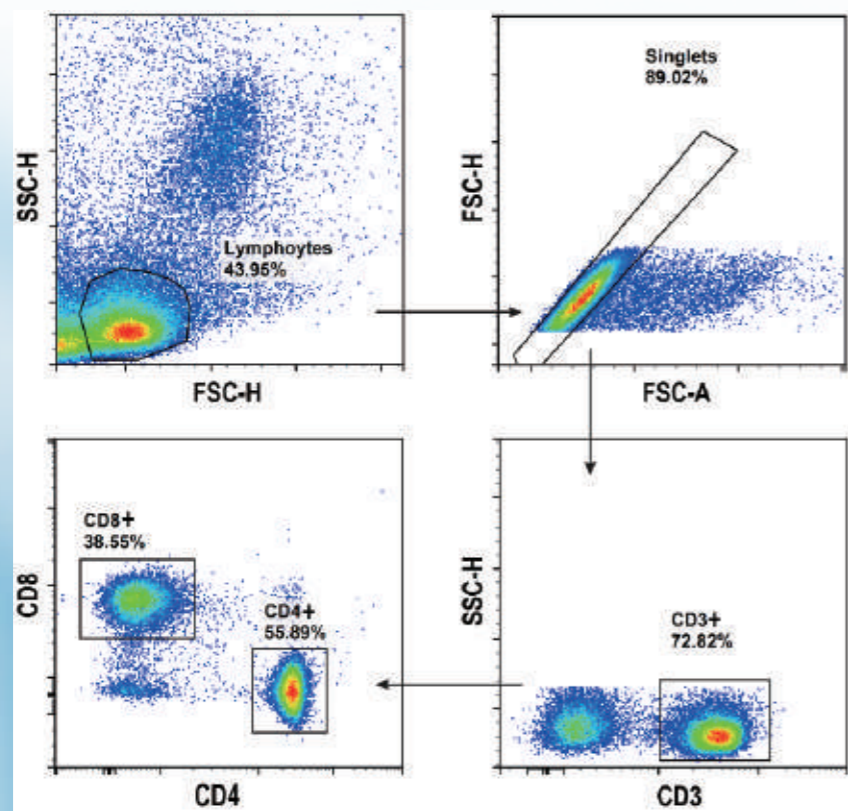 SSC-H
Lymphoytes
43.95%
FSC-H
FSC-H
Singlets
89.02%
FSC-A
CD8
CD8+
38.55%
CD4+
55.89%
CD4
SSC-H
CD3+
72.82%
CD3